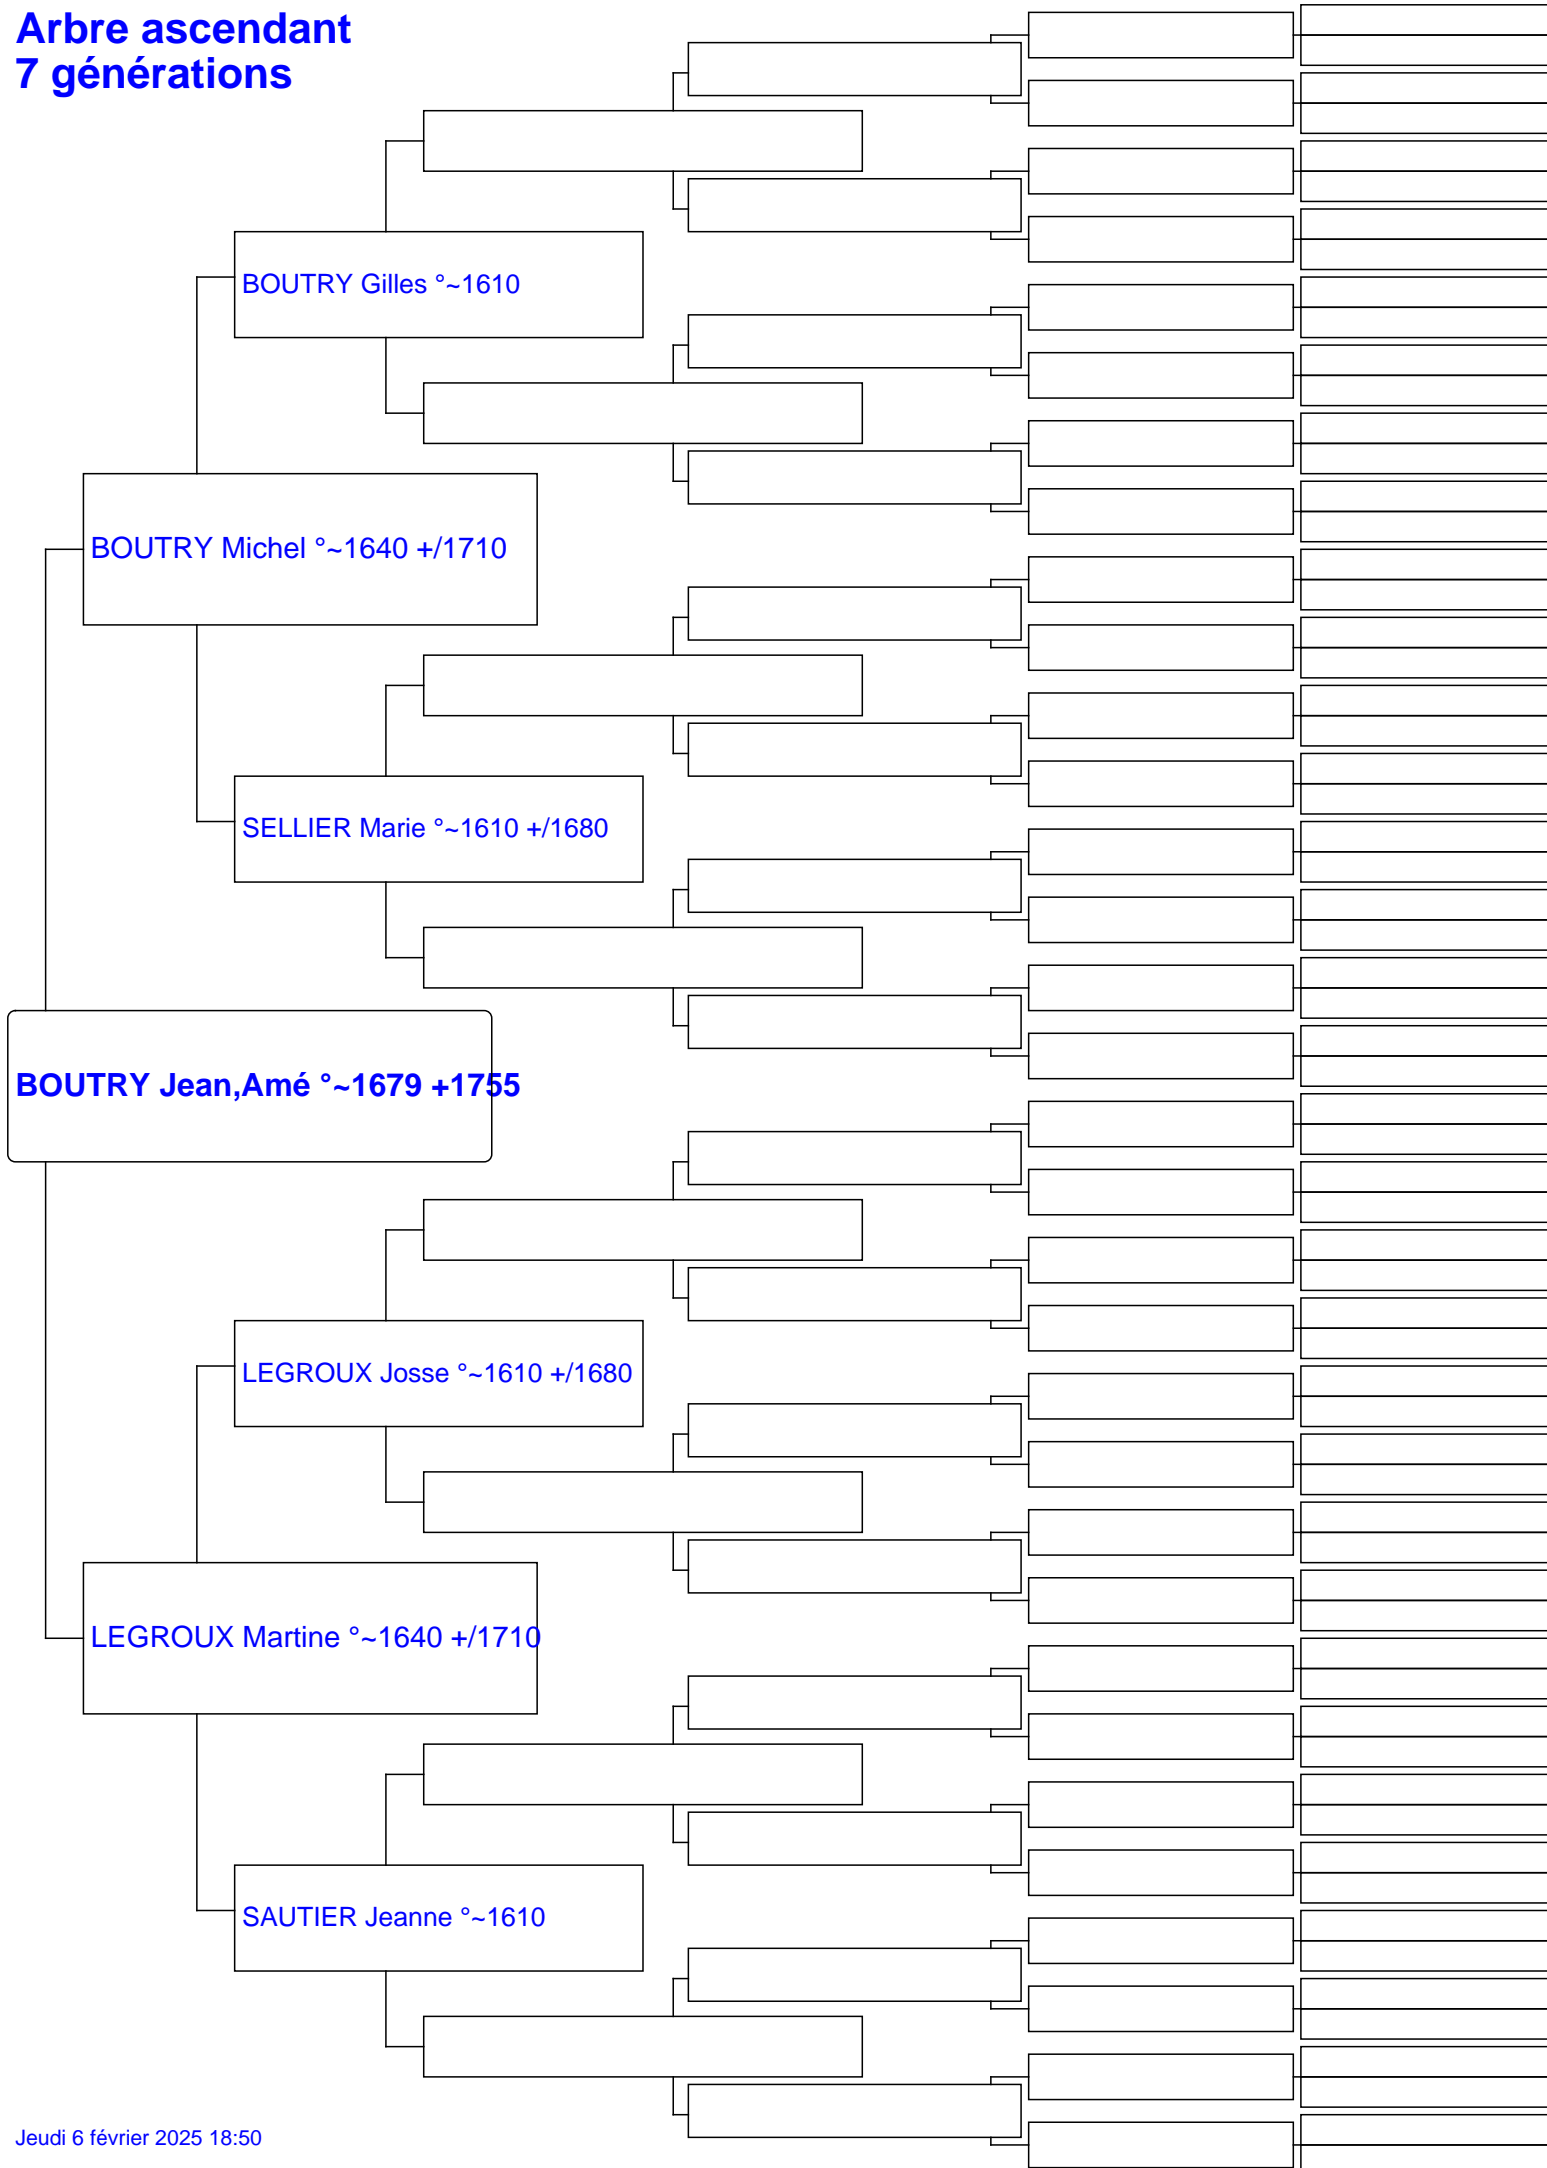 Arbre ascendant
7 générations
BOUTRY Gilles °~1610
BOUTRY Michel °~1640 +/1710
SELLIER Marie °~1610 +/1680
BOUTRY Jean,Amé °~1679 +1755
LEGROUX Josse °~1610 +/1680
LEGROUX Martine °~1640 +/1710
SAUTIER Jeanne °~1610
Jeudi 6 février 2025 18:50